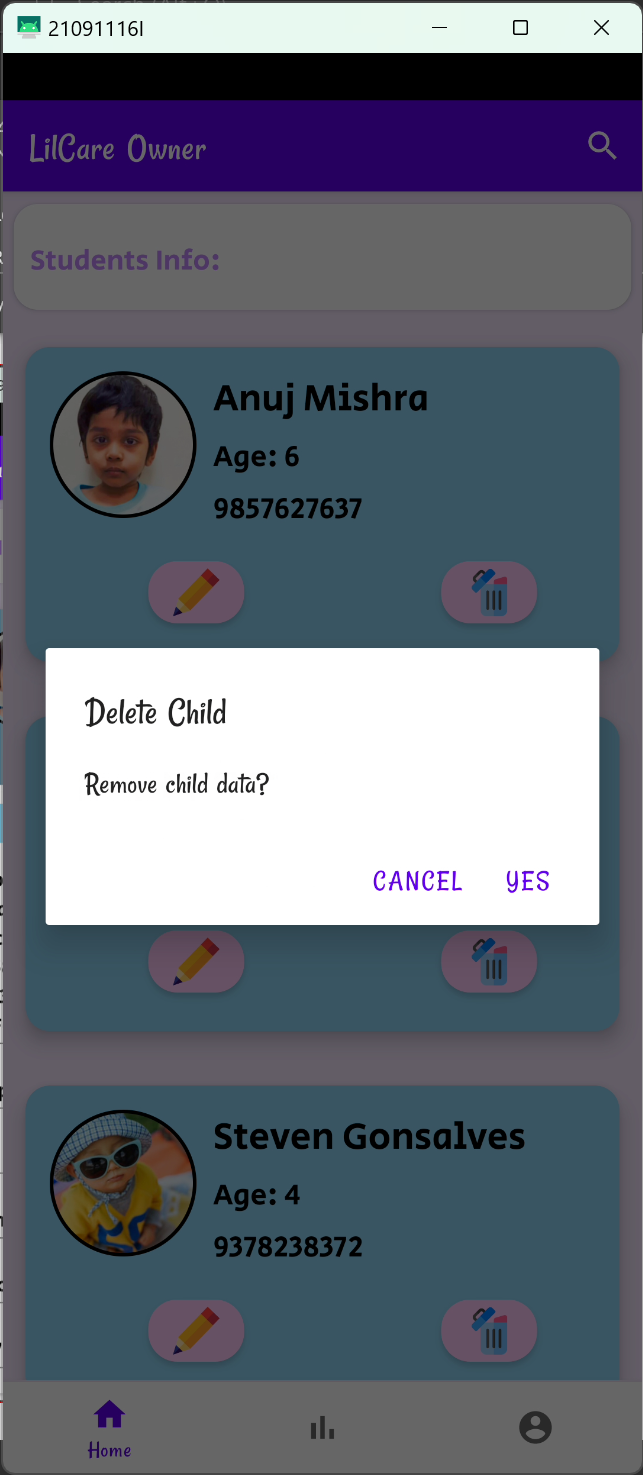 21091116I
LilCare Owner
Students Info:
Anuj Mishra
Age: 6
9857627637
Delete Child
Remove child data?
CANCEL YES
Steven Gonsalves
Age: 4
9378238372
Home